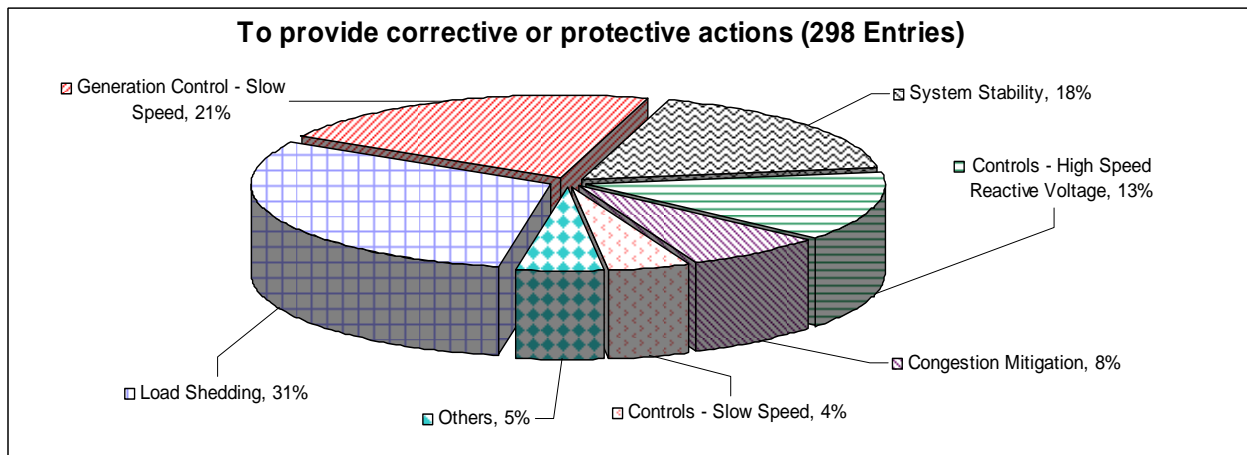 To provide corrective or protective actions (298 Entries)
Generation Control - Slow
Speed, 21%
System Stability, 18%
Controls - High Speed
Reactive Voltage, 13%
Congestion Mitigation, 8%
Load Shedding, 31%
Controls - Slow Speed, 4%
Others, 5%